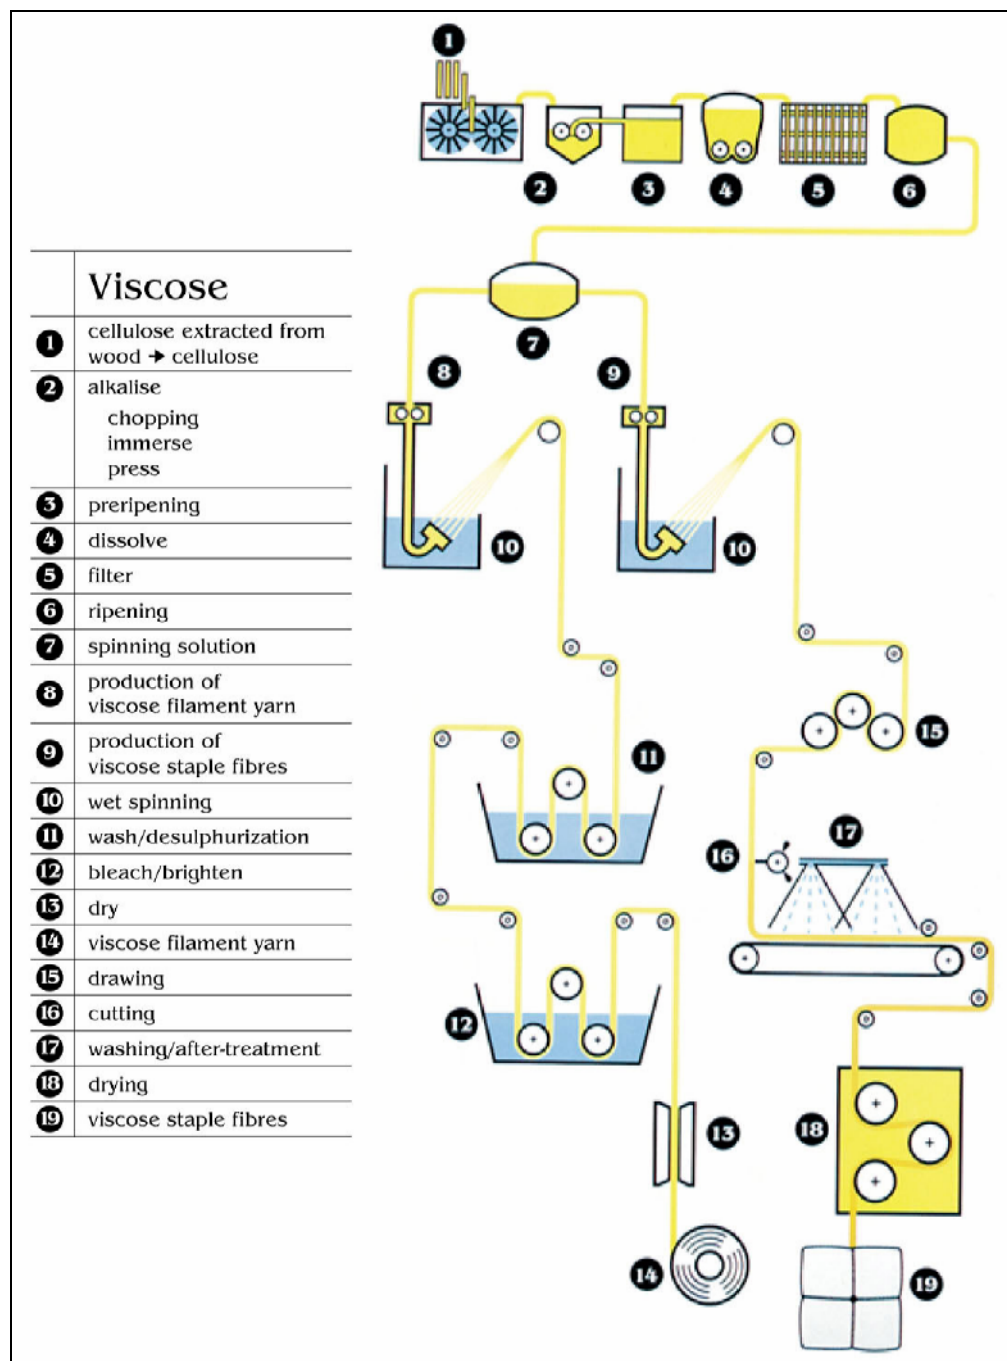 1
2
3
4
5
6
Viscose
1 cellulose extracted from
wood → cellulose
2 alkalise
chopping
immerse
press
3 preripening
4 dissolve
5 filter
6 ripening
7 spinning solution
8 production of
viscose filament yarn
9 production of
viscose staple fibres
10 wet spinning
11 wash/desulphurization
12 bleach/brighten
13 dry
14 viscose filament yarn
15 drawing
16 cutting
17 washing/after-treatment
18 drying
19 viscose staple fibres
7
8
9
10
10
11
15
16
17
12
13
18
14
19